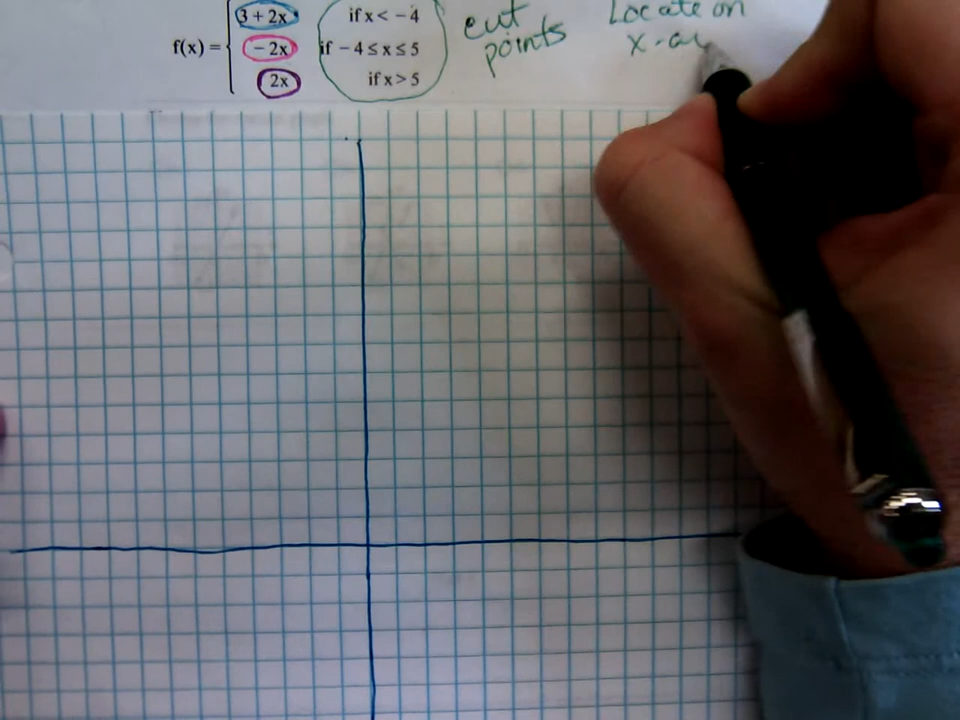 f(x) = { 3 + 2x if x < −4
− 2x if − 4 ≤ x ≤ 5
2x if x > 5
cut
points
Locate on